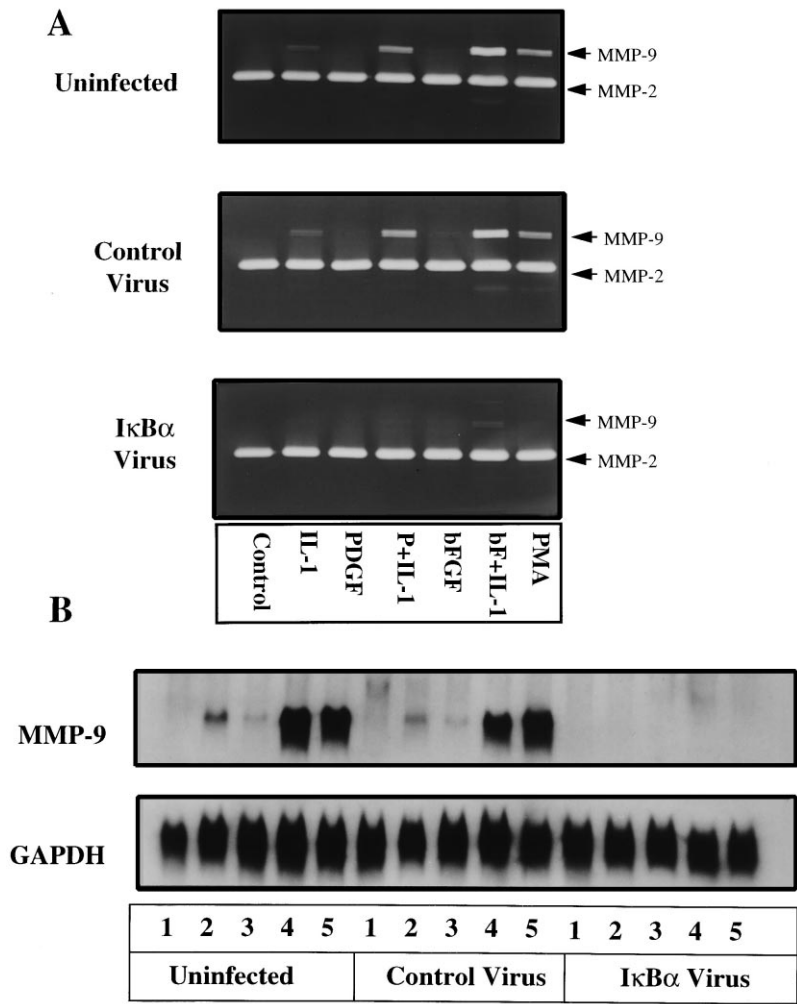 A
Uninfected
MMP-9
MMP-2
Control
Virus
MMP-9
MMP-2
IκBα
Virus
MMP-9
MMP-2
Control
IL-1
PDGF
P+IL-1
bFGF
bF+IL-1
PMA
B
MMP-9
GAPDH
1 2 3 4 5 1 2 3 4 5 1 2 3 4 5
Uninfected Control Virus IκBα Virus